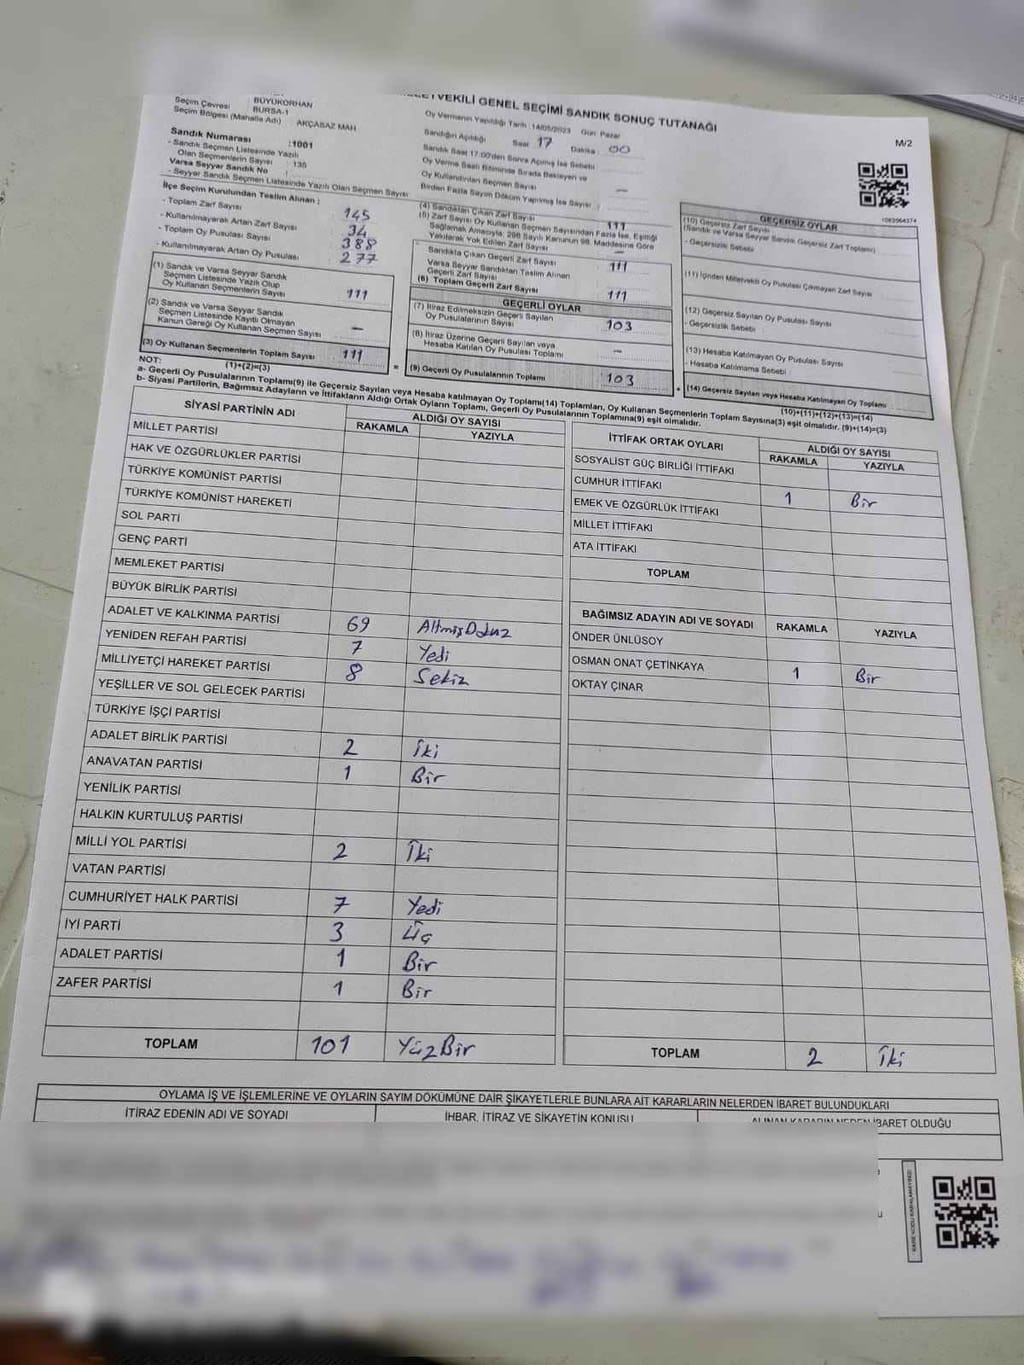 MİLLETVEKİLİ GENEL SEÇİMİ SANDIK SONUÇ TUTANAĞI
M/2
BÜYÜKORHAN
Seçim Çevresi : BURSA-1
Seçim Bölgesi (Mahalle Adı) AKÇASAZ MAH
Sandık Numarası :1001
- Sandık Seçmen Listesinde Yazılı
Olan Seçmenlerin Sayısı : 135
Varsa Seyyar Sandık No
- Seyyar Sandık Seçmen Listesinde Yazılı Olan Seçmen Sayısı
Oy Vermenin Yapıldığı Tarih :14/05/2023 Gün: Pazar
Sandığın Açıldığı Saat 17 Dakika : 00
Sandık Saat 17:00'den Sonra Açılmış İse Sebebi
Oy Verme Saati Bitiminde Sırada Bekleyen ve
Oy Kullandırılan Seçmen Sayısı –
Birden Fazla Sayım Döküm Yapılmış İse Sayısı
İlçe Seçim Kurulundan Teslim Alınan :
- Toplam Zarf Sayısı 145
- Kullanılmayarak Artan Zarf Sayısı 34
- Toplam Oy Pusulası Sayısı 388
- Kullanılmayarak Artan Oy Pusulası 277
(1) Sandık ve Varsa Seyyar Sandık
Seçmen Listesinde Yazılı Olup
Oy Kullanan Seçmenlerin Sayısı 111
(2) Sandık ve Varsa Seyyar Sandık
Seçmen Listesinde Kayıtlı Olmayan
Kanun Gereği Oy Kullanan Seçmen Sayısı –
(3) Oy Kullanan Seçmenlerin Toplam Sayısı 111
(1)+(2)=(3)
(4) Sandıktan Çıkan Zarf Sayısı 111
(5) Zarf Sayısı Oy Kullanan Seçmen Sayısından Fazla İse, Eşitliği
Sağlamak Amacıyla, 298 Sayılı Kanunun 98. Maddesine Göre
Yakılarak Yok Edilen Zarf Sayısı –
Sandıkta Çıkan Geçerli Zarf Sayısı 111
Varsa Seyyar Sandıktan Teslim Alınan
Geçerli Zarf Sayısı
(6) Toplam Geçerli Zarf Sayısı 111
GEÇERLİ OYLAR
(7) İtiraz Edilmeksizin Geçerli Sayılan
Oy Pusulalarının Sayısı 103
(8) İtiraz Üzerine Geçerli Sayılan veya
Hesaba Katılan Oy Pusulası Toplamı –
= (9) Geçerli Oy Pusulalarının Toplamı 103
GEÇERSİZ OYLAR
(10) Geçersiz Zarf Sayısı
(Sandık ve Varsa Seyyar Sandık Geçersiz Zarf Toplamı)
- Geçersizlik Sebebi
(11) İçinden Milletvekili Oy Pusulası Çıkmayan Zarf Sayısı
(12) Geçersiz Sayılan Oy Pusulası Sayısı
- Geçersizlik Sebebi
(13) Hesaba Katılmayan Oy Pusulası Sayısı
- Hesaba Katılmama Sebebi
+ (14) Geçersiz Sayılan veya Hesaba Katılmayan Oy Toplamı
(10)+(11)+(12)+(13)=(14)
NOT:
a- Geçerli Oy Pusulalarının Toplamı(9) ile Geçersiz Sayılan veya Hesaba katılmayan Oy Toplamı(14) Toplamları, Oy Kullanan Seçmenlerin Toplam Sayısına(3) eşit olmalıdır. (9)+(14)=(3)
b- Siyasi Partilerin, Bağımsız Adayların ve İttifakların Aldığı Ortak Oyların Toplamı, Geçerli Oy Pusulalarının Toplamına(9) eşit olmalıdır.
SİYASİ PARTİNİN ADI ALDIĞI OY SAYISI
RAKAMLA YAZIYLA
MİLLET PARTİSİ
HAK VE ÖZGÜRLÜKLER PARTİSİ
TÜRKİYE KOMÜNİST PARTİSİ
TÜRKİYE KOMÜNİST HAREKETİ
SOL PARTİ
GENÇ PARTİ
MEMLEKET PARTİSİ
BÜYÜK BİRLİK PARTİSİ
ADALET VE KALKINMA PARTİSİ 69 AltmışDokuz
YENİDEN REFAH PARTİSİ 7 Yedi
MİLLİYETÇİ HAREKET PARTİSİ 8 Sekiz
YEŞİLLER VE SOL GELECEK PARTİSİ
TÜRKİYE İŞÇİ PARTİSİ
ADALET BİRLİK PARTİSİ 2 İki
ANAVATAN PARTİSİ 1 Bir
YENİLİK PARTİSİ
HALKIN KURTULUŞ PARTİSİ
MİLLİ YOL PARTİSİ 2 İki
VATAN PARTİSİ
CUMHURİYET HALK PARTİSİ 7 Yedi
İYİ PARTİ 3 Üç
ADALET PARTİSİ 1 Bir
ZAFER PARTİSİ 1 Bir
TOPLAM 101 YüzBir
İTTİFAK ORTAK OYLARI ALDIĞI OY SAYISI
RAKAMLA YAZIYLA
SOSYALİST GÜÇ BİRLİĞİ İTTİFAKI
CUMHUR İTTİFAKI 1 Bir
EMEK VE ÖZGÜRLÜK İTTİFAKI
MİLLET İTTİFAKI
ATA İTTİFAKI
TOPLAM
BAĞIMSIZ ADAYIN ADI VE SOYADI RAKAMLA YAZIYLA
ÖNDER ÜNLÜSOY
OSMAN ONAT ÇETİNKAYA 1 Bir
OKTAY ÇINAR
TOPLAM 2 İki
OYLAMA İŞ VE İŞLEMLERİNE VE OYLARIN SAYIM DÖKÜMÜNE DAİR ŞİKAYETLERLE BUNLARA AİT KARARLARIN NELERDEN İBARET BULUNDUKLARI
İTİRAZ EDENİN ADI VE SOYADI İHBAR, İTİRAZ VE ŞİKAYETİN KONUSU ALINAN KARARIN NEDEN İBARET OLDUĞU